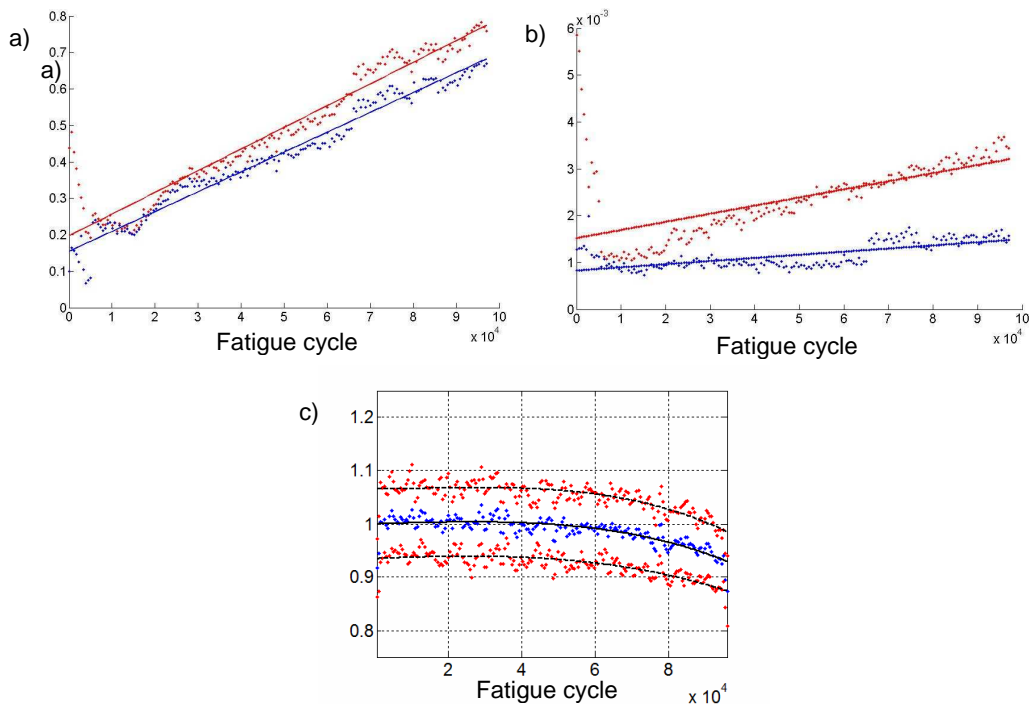 a)
a)
0.8
0.7
0.6
0.5
0.4
0.3
0.2
0.1
0
0 1 2 3 4 5 6 7 8 9 10
x 10^4
Fatigue cycle
b)
x 10^-3
6
5
4
3
2
1
0
0 1 2 3 4 5 6 7 8 9 10
x 10^4
Fatigue cycle
c)
1.2
1.1
1
0.9
0.8
2 4 6 8
x 10^4
Fatigue cycle